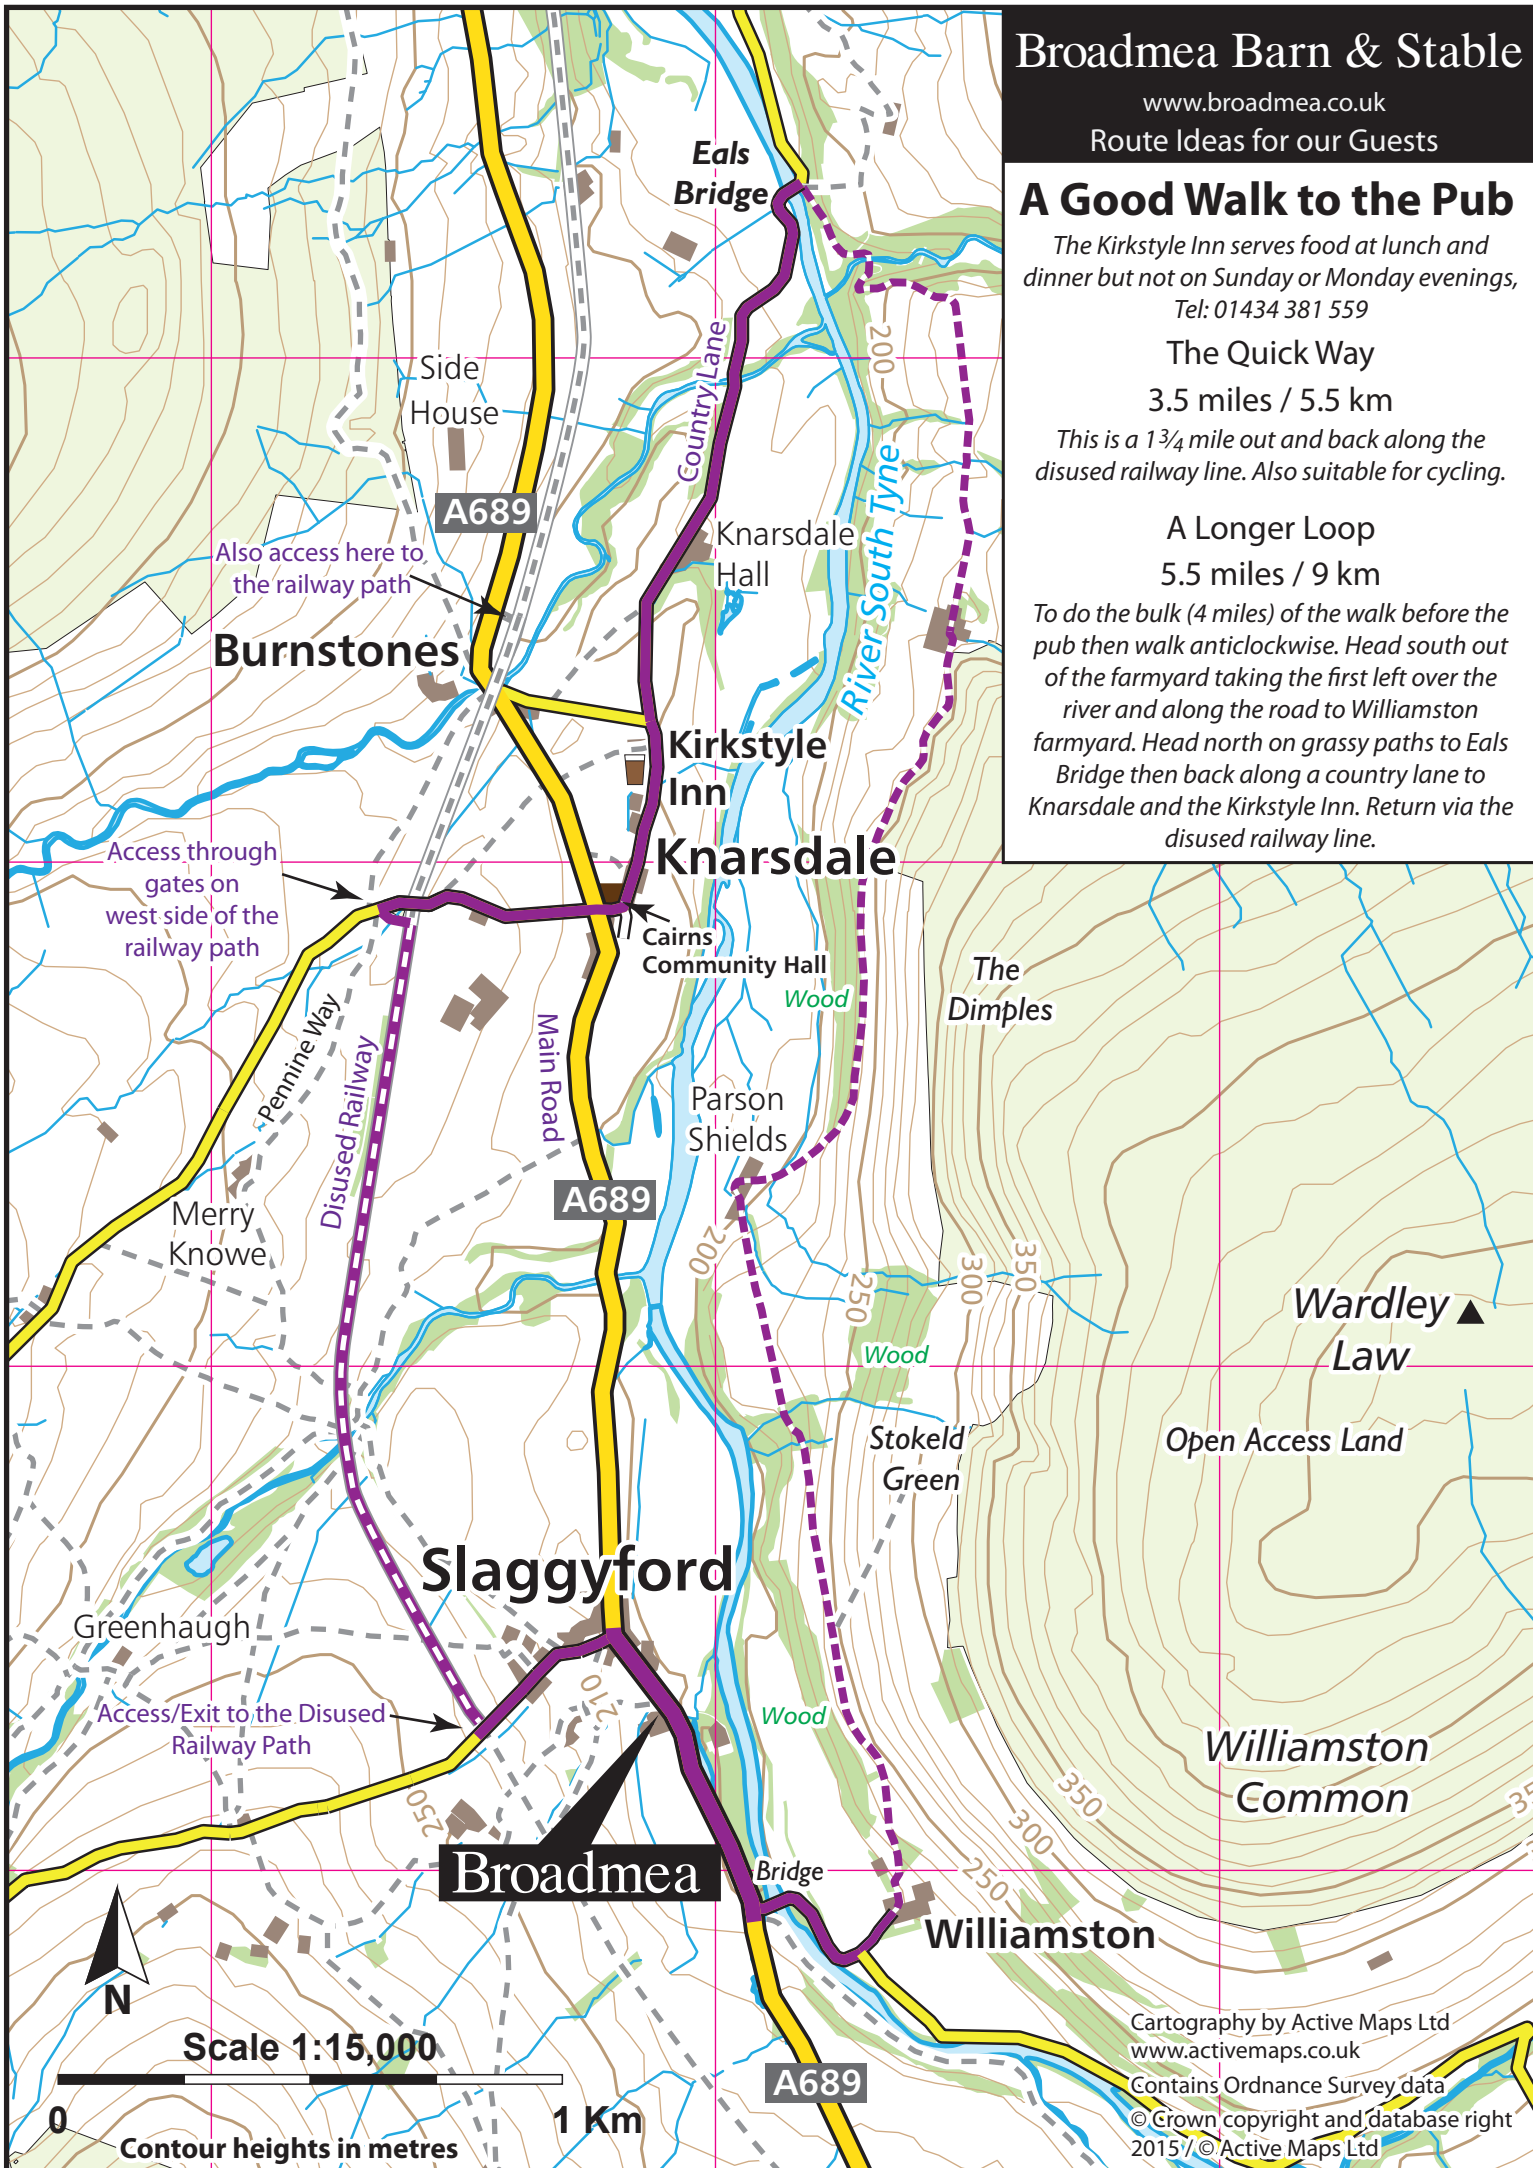 Broadmea Barn & Stable
www.broadmea.co.uk
Route Ideas for our Guests
A Good Walk to the Pub
The Kirkstyle Inn serves food at lunch and
dinner but not on Sunday or Monday evenings,
Tel: 01434 381 559
The Quick Way
3.5 miles / 5.5 km
This is a 1¾ mile out and back along the
disused railway line. Also suitable for cycling.
A Longer Loop
5.5 miles / 9 km
To do the bulk (4 miles) of the walk before the
pub then walk anticlockwise. Head south out
of the farmyard taking the first left over the
river and along the road to Williamston
farmyard. Head north on grassy paths to Eals
Bridge then back along a country lane to
Knarsdale and the Kirkstyle Inn. Return via the
disused railway line.
Eals
Bridge
200
Side
House
Country Lane
A689
Knarsdale
Hall
River South Tyne
Also access here to
the railway path
Burnstones
Kirkstyle
Inn
Knarsdale
Access through
gates on
west side of the
railway path
Cairns
Community Hall
Wood
The
Dimples
Pennine Way
Disused Railway
Main Road
Parson
Shields
A689
Merry
Knowe
200
250
300
350
Wardley
Law
Wood
Stokeld
Green
Open Access Land
Slaggyford
Greenhaugh
210
Access/Exit to the Disused
Railway Path
Wood
Williamston
Common
250
350
300
250
35
Broadmea
Bridge
Williamston
N
Scale 1:15,000
0
1 Km
Contour heights in metres
A689
Cartography by Active Maps Ltd
www.activemaps.co.uk
Contains Ordnance Survey data
© Crown copyright and database right
2015 / © Active Maps Ltd